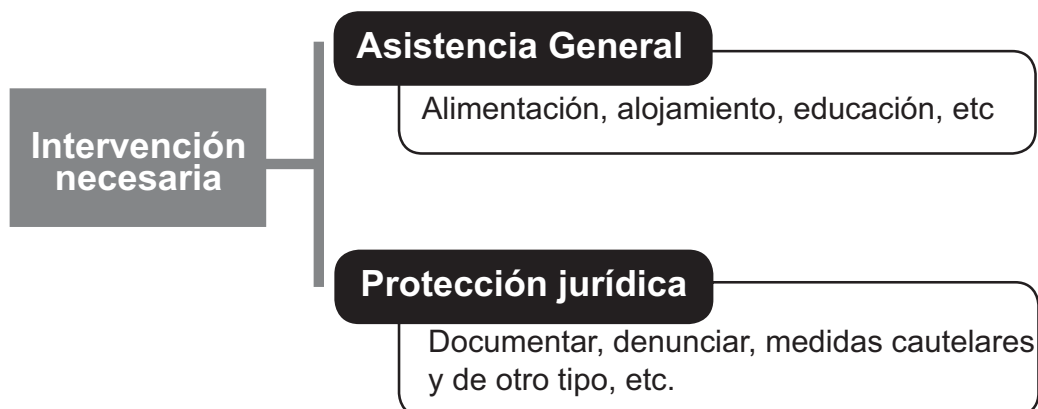 Intervención
necesaria
Asistencia General
Alimentación, alojamiento, educación, etc
Protección jurídica
Documentar, denunciar, medidas cautelares
y de otro tipo, etc.